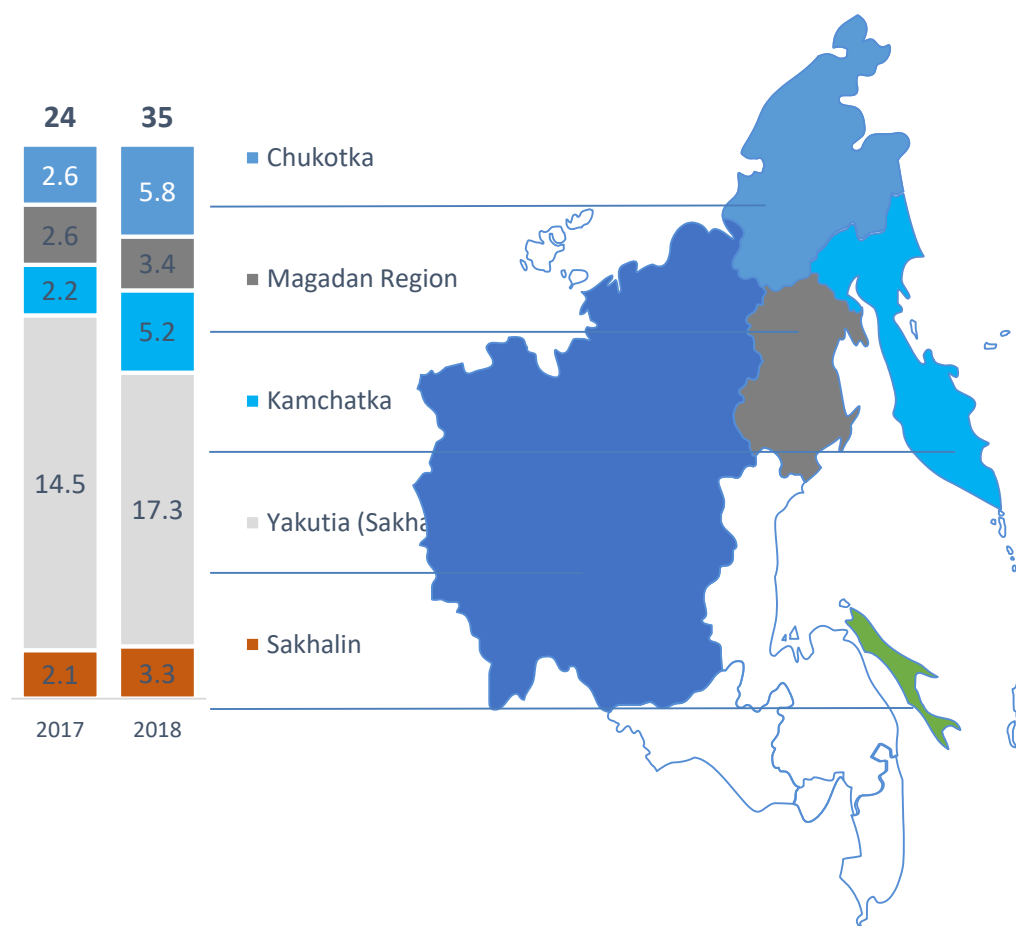 24 35
2.6 5.8
2.6 3.4
2.2 5.2
14.5 17.3
2.1 3.3
2017 2018
Chukotka
Magadan Region
Kamchatka
Yakutia (Sakha
Sakhalin